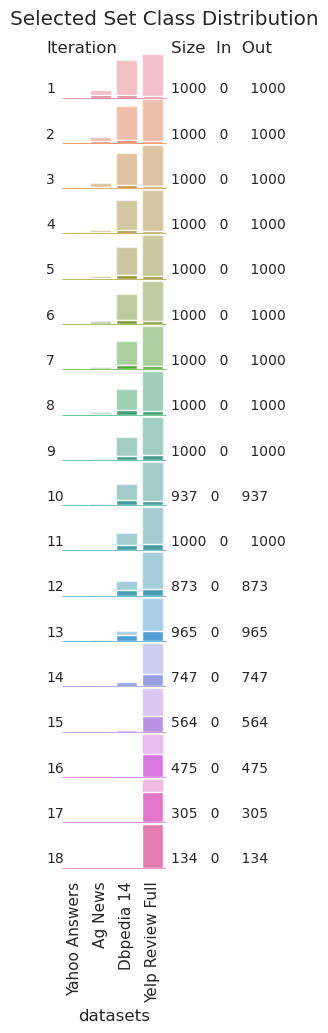 Selected Set Class Distribution
Iteration Size In Out
1 1000 0 1000
2 1000 0 1000
3 1000 0 1000
4 1000 0 1000
5 1000 0 1000
6 1000 0 1000
7 1000 0 1000
8 1000 0 1000
9 1000 0 1000
10 937 0 937
11 1000 0 1000
12 873 0 873
13 965 0 965
14 747 0 747
15 564 0 564
16 475 0 475
17 305 0 305
18 134 0 134
Yahoo Answers
Ag News
Dbpedia 14
Yelp Review Full
datasets